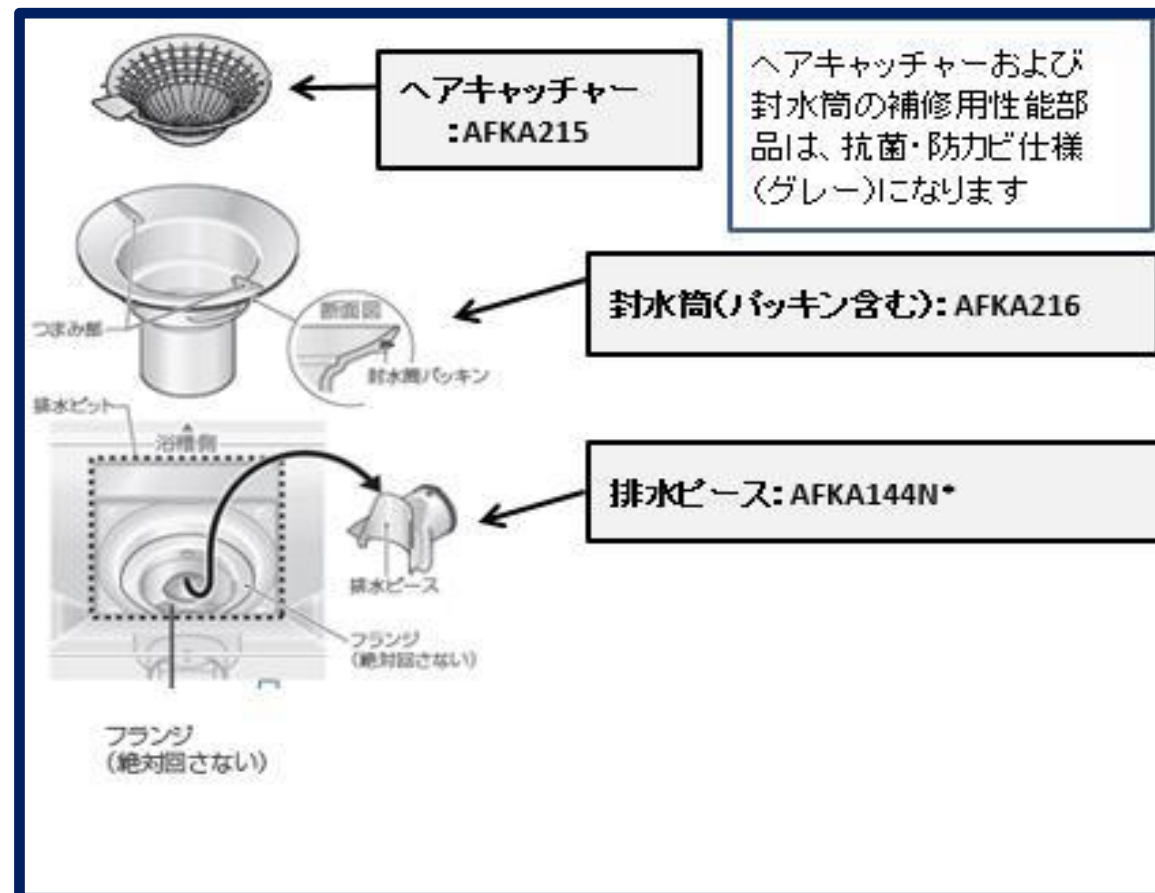 ヘアキャッチャー
:AFKA215
ヘアキャッチャーおよび
封水筒の補修用性能部
品は、抗菌・防カビ仕様
(グレー)になります
つまみ部
断面図
封水筒パッキン
封水筒(パッキン含む): AFKA216
排水ピット
浴槽側
排水ピース
排水ピース: AFKA144N*
フランジ
(絶対回さない)
フランジ
(絶対回さない)